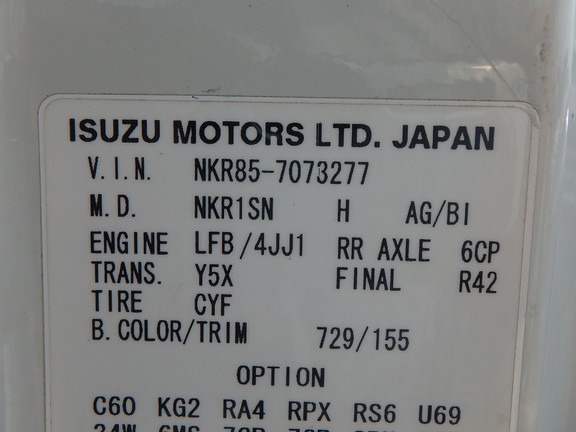 ISUZU MOTORS LTD. JAPAN
V.I.N. NKR85-7073277
M.D. NKR1SN H AG/BI
ENGINE LFB/4JJ1 RR AXLE 6CP
TRANS. Y5X FINAL R42
TIRE CYF
B.COLOR/TRIM 729/155
OPTION
C60 KG2 RA4 RPX RS6 U69